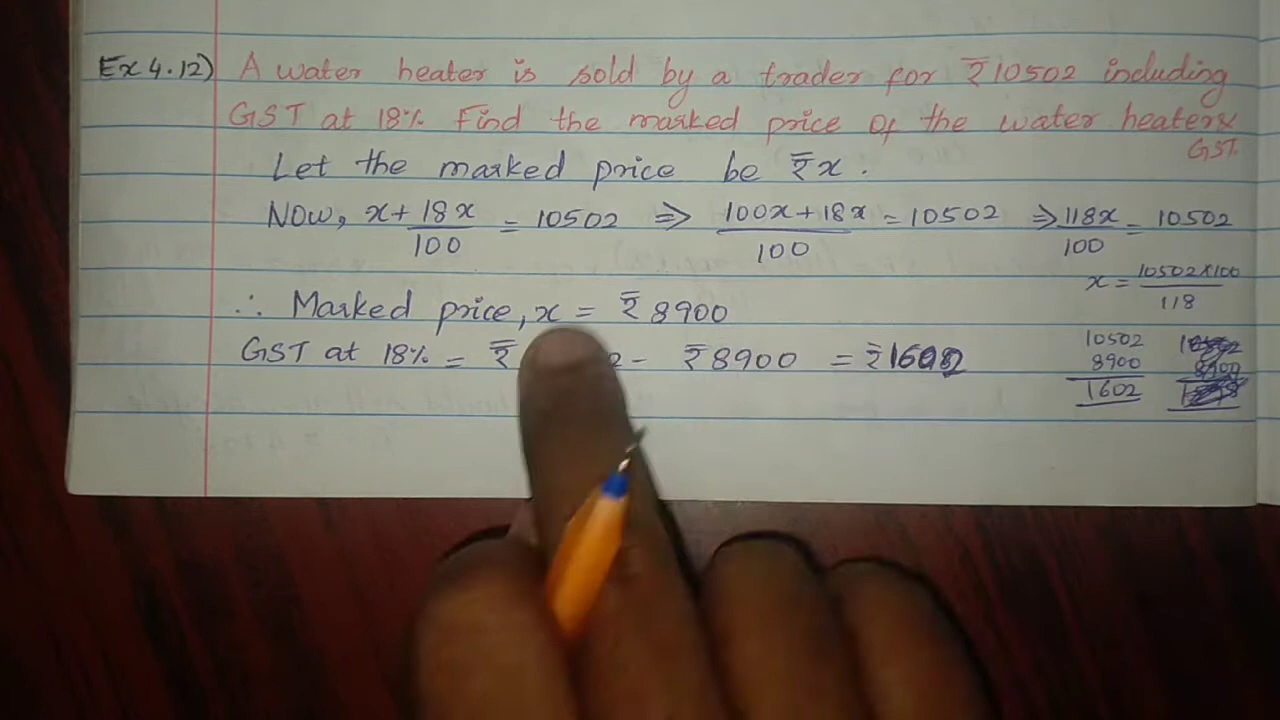 Ex 4.12) A water heater is sold by a trader for ₹10502 including
GST at 18% Find the marked price of the water heater &
GST.
Let the marked price be ₹x.
Now, x + 18x/100 = 10502 ⇒ 100x + 18x/100 = 10502 ⇒ 118x/100 = 10502
x = 10502×100/118
∴ Marked price, x = ₹8900
GST at 18% = ₹ 2 - ₹8900 = ₹1602
10502
8900
1602